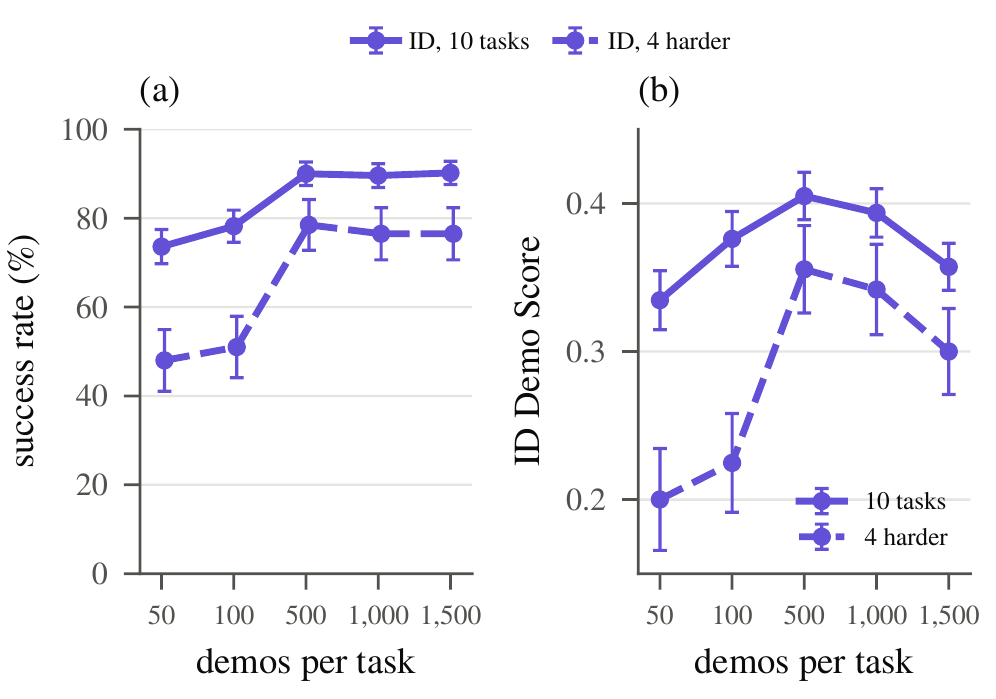 ID, 10 tasks ID, 4 harder
(a)
success rate (%)
100
80
60
40
20
0
50 100 500 1,000 1,500
demos per task
(b)
ID Demo Score
0.4
0.3
0.2
10 tasks
4 harder
50 100 500 1,000 1,500
demos per task